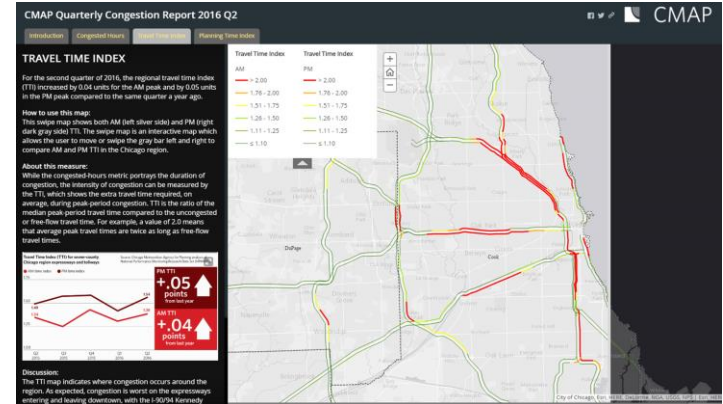 CMAP Quarterly Congestion Report 2016 Q2
CMAP
Introduction
Congested Hours
Travel Time Index
Planning Time Index
TRAVEL TIME INDEX
For the second quarter of 2016, the regional travel time index
(TTI) increased by 0.04 units for the AM peak and by 0.05 units
in the PM peak compared to the same quarter a year ago.
How to use this map:
This swipe map shows both AM (left silver side) and PM (right
dark gray side) TTI. The swipe map is an interactive map which
allows the user to move or swipe the gray bar left and right to
compare AM and PM TTI in the Chicago region.
About this measure:
While the congested-hours metric portrays the duration of
congestion, the intensity of congestion can be measured by
the TTI, which shows the extra travel time required, on
average, during peak-period congestion. TTI is the ratio of the
median peak-period travel time compared to the uncongested
or free-flow travel time. For example, a value of 2.0 means
that average peak travel times are twice as long as free-flow
travel times.
Travel Time Index (TTI) for seven-county
Chicago region expressways and tollways
PM TTI
+.05
points
from last year
AM TTI
+.04
points
from last year
Discussion:
The TTI map indicates where congestion occurs around the
region. As expected, congestion is worst on the expressways
entering and leaving downtown, with the I-90/94 Kennedy
Travel Time Index
AM
> 2.00
1.76 - 2.00
1.51 - 1.75
1.26 - 1.50
1.11 - 1.25
≤ 1.10
Travel Time Index
PM
> 2.00
1.76 - 2.00
1.51 - 1.75
1.26 - 1.50
1.11 - 1.25
≤ 1.10
DuPage
Cook